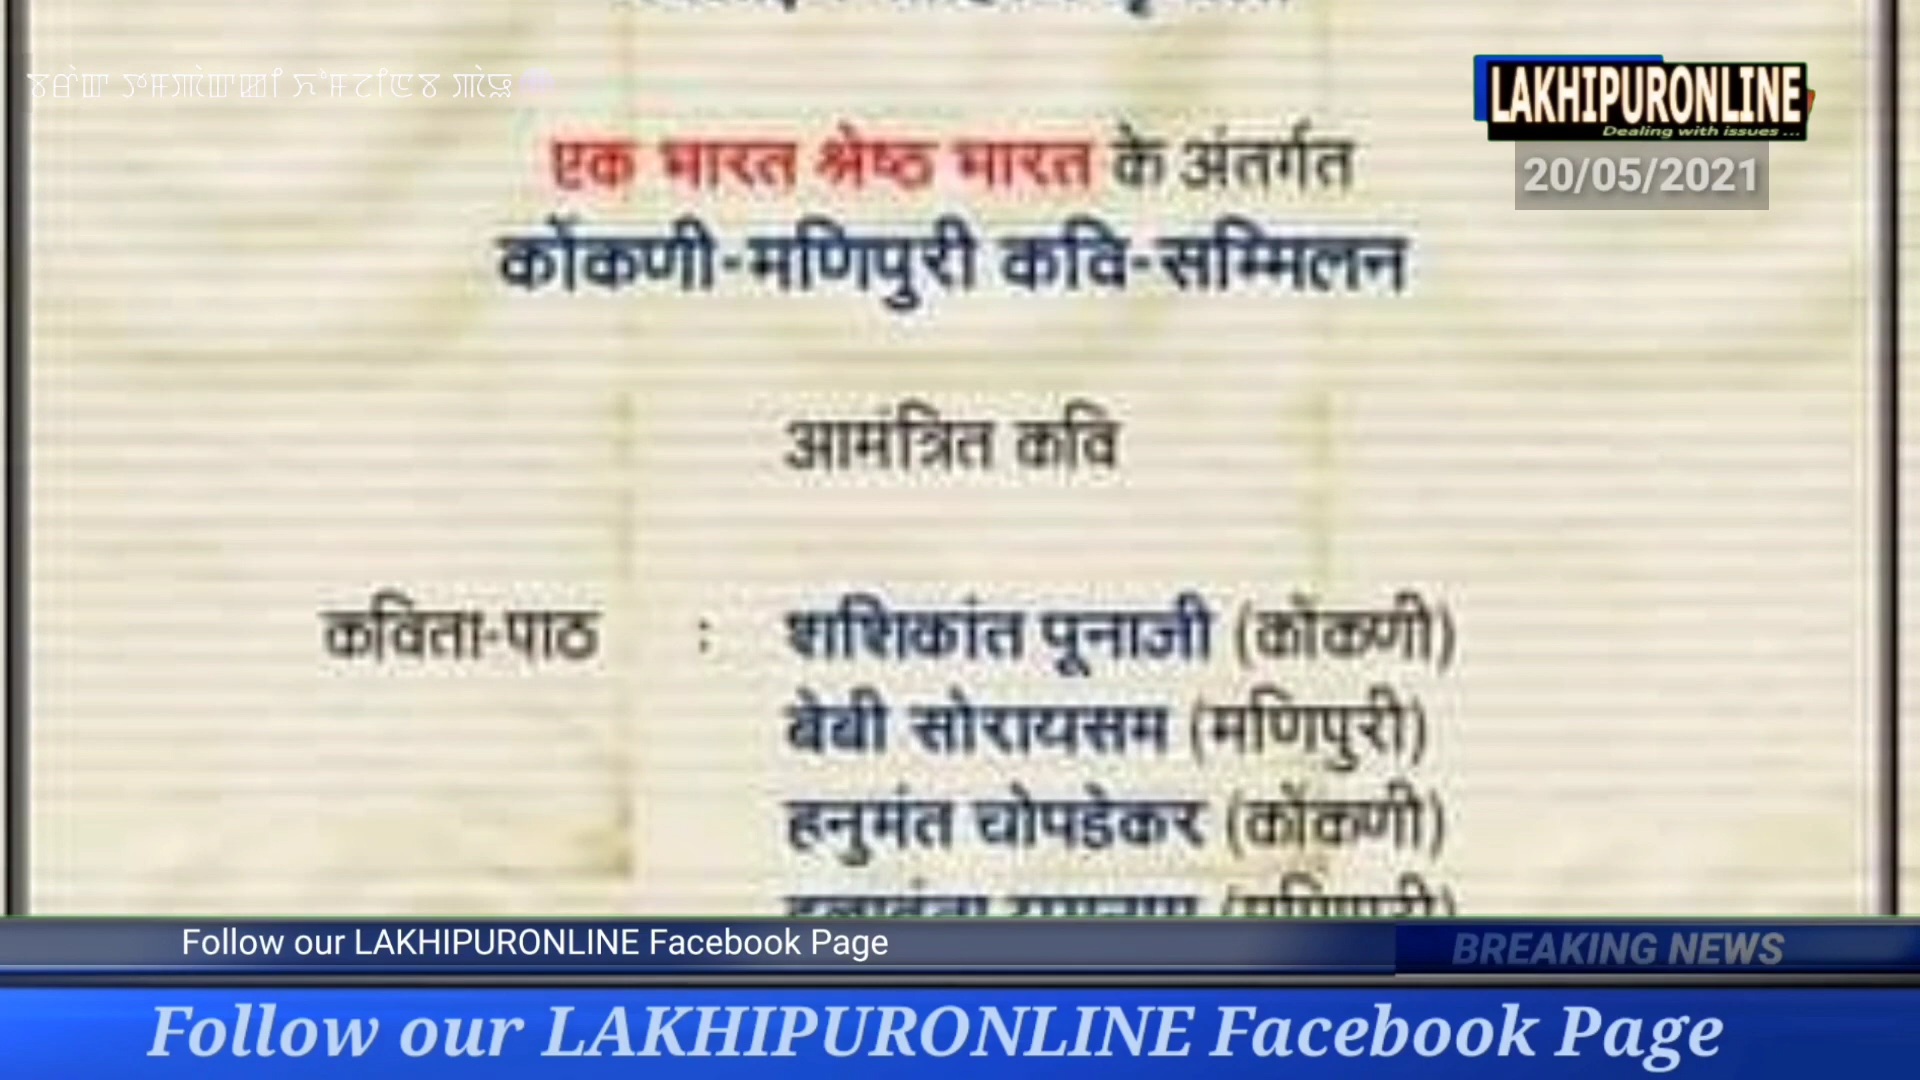 LAKHIPURONLINE
Dealing with issues ...
20/05/2021
एक भारत श्रेष्ठ भारत के अंतर्गत
कोंकणी-मणिपुरी कवि-सम्मिलन
आमंत्रित कवि
कविता-पाठ : शशिकांत पूनाजी (कोंकणी)
बेबी सोरायसम (मणिपुरी)
हनुमंत चोपडेकर (कोंकणी)
(मणिपुरी)
Follow our LAKHIPURONLINE Facebook Page
BREAKING NEWS
Follow our LAKHIPURONLINE Facebook Page